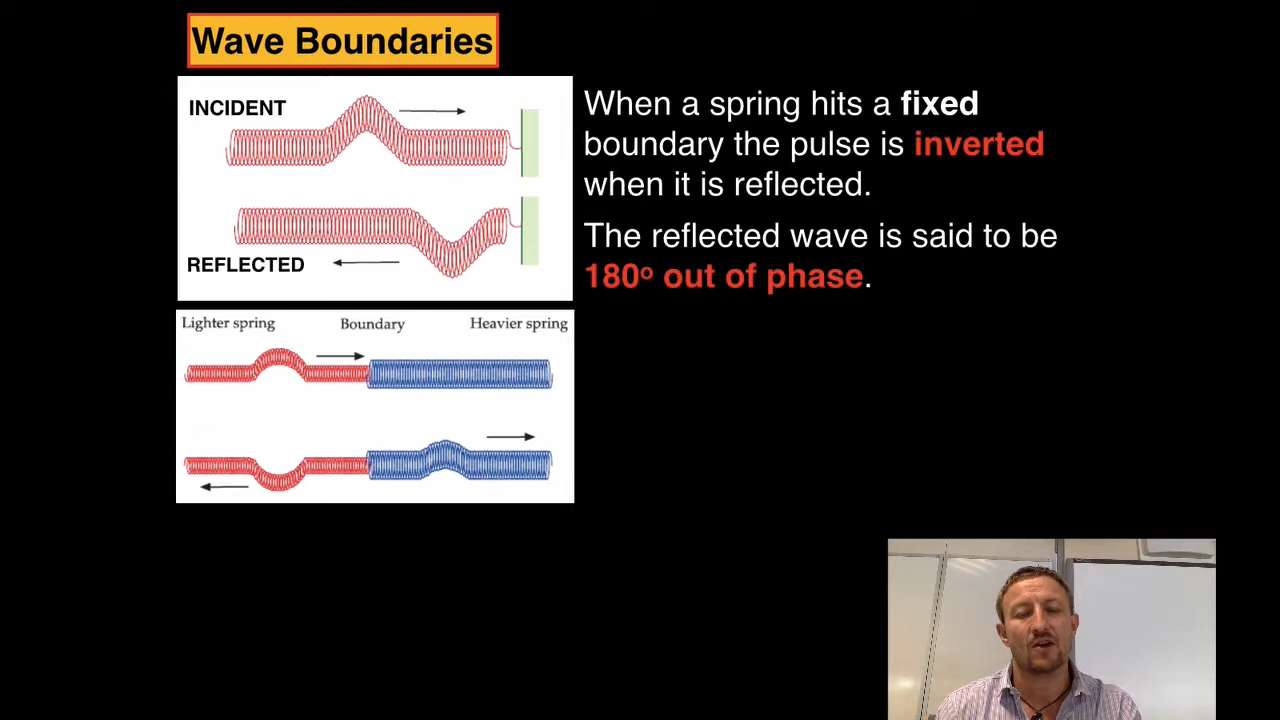 Wave Boundaries
INCIDENT
REFLECTED
When a spring hits a fixed
boundary the pulse is inverted
when it is reflected.
The reflected wave is said to be
180º out of phase.
Lighter spring Boundary Heavier spring